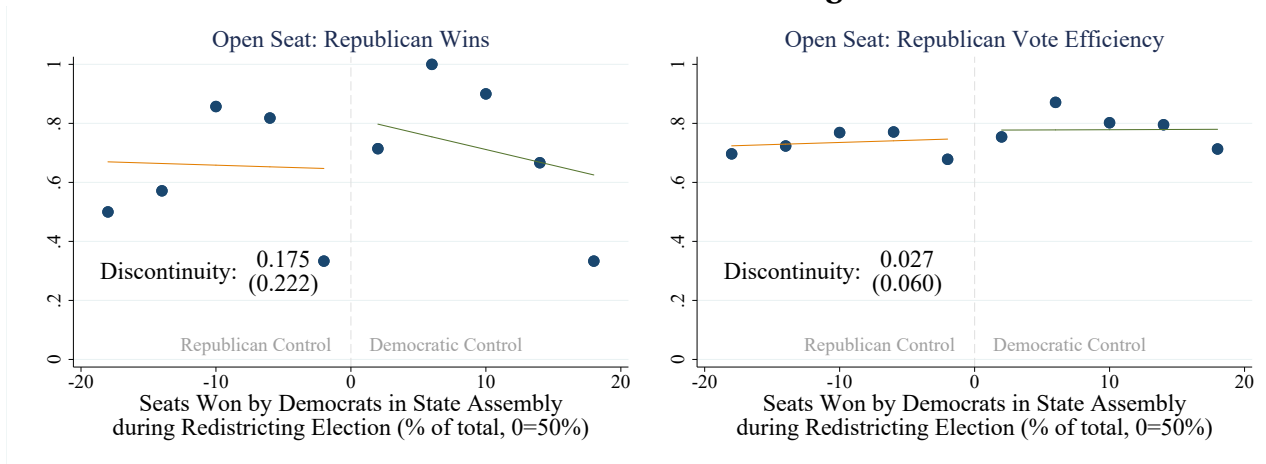 Open Seat: Republican Wins
1
.8
.6
.4
.2
0
Discontinuity: 0.175
(0.222)
Republican Control Democratic Control
-20 -10 0 10 20
Seats Won by Democrats in State Assembly
during Redistricting Election (% of total, 0=50%)
Open Seat: Republican Vote Efficiency
1
.8
.6
.4
.2
0
Discontinuity: 0.027
(0.060)
Republican Control Democratic Control
-20 -10 0 10 20
Seats Won by Democrats in State Assembly
during Redistricting Election (% of total, 0=50%)